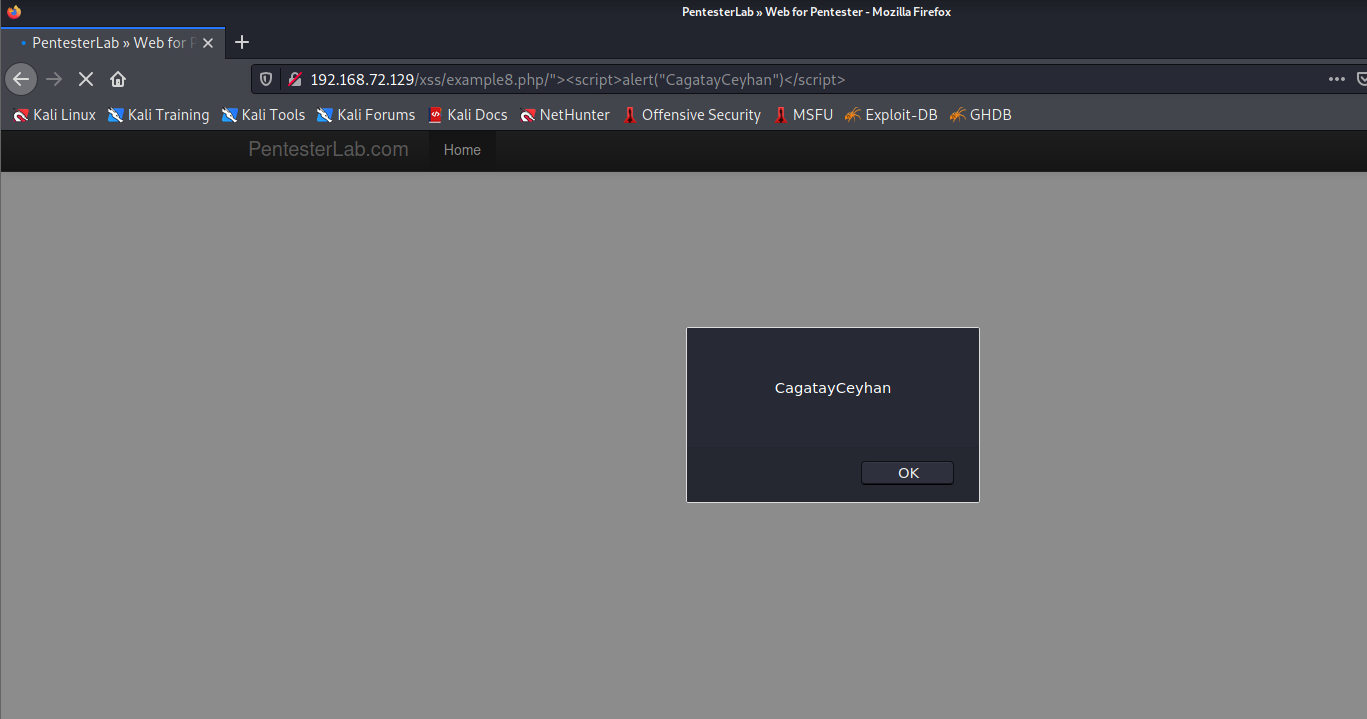 PentesterLab » Web for Pentester - Mozilla Firefox
PentesterLab » Web for P
192.168.72.129/xss/example8.php/"><script>alert("CagatayCeyhan")</script>
Kali Linux Kali Training Kali Tools Kali Forums Kali Docs NetHunter Offensive Security MSFU Exploit-DB GHDB
PentesterLab.com Home
CagatayCeyhan
OK